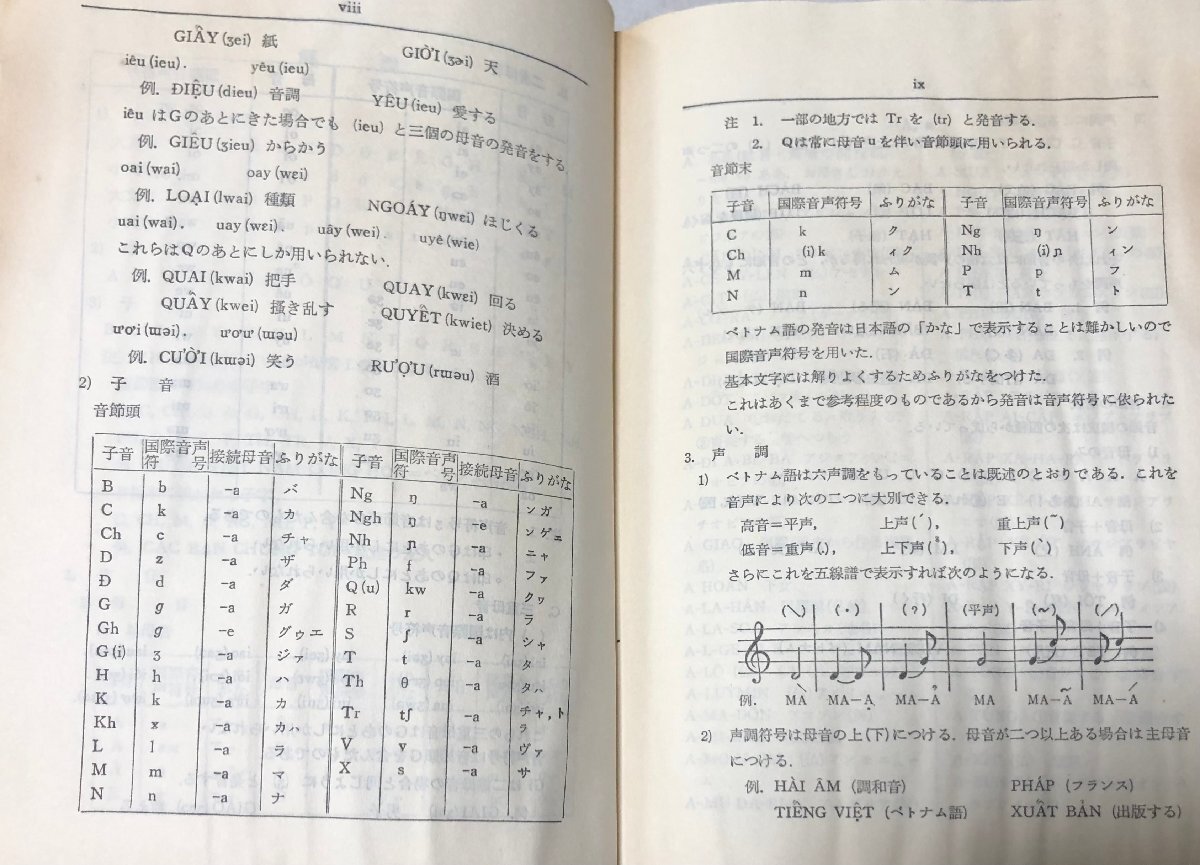 viii
GIẤY (ʒei) 紙　GIỜI (ʒəi) 天
iêu (ieu).　yêu (ieu)
例. ĐIỆU (dieu) 音調　YÊU (ieu) 愛する
iêu はGのあとにきた場合でも (ieu) と三個の母音の発音をする.
例. GIỄU (ʒieu) からかう
oai (wai)　oay (wɛi)
例. LOẠI (lwai) 種類　NGOÁY (ŋwɛi) ほじくる
uai (wai).　uay (wɛi).　uây (wei)　uyê (wie)
これらはQのあとにしか用いられない.
例. QUAI (kwai) 把手　QUAY (kwɛi) 回る
QUẤY (kwei) 掻き乱す　QUYẾT (kwiet) 決める
ươi (ɯəi).　ươư (ɯəu)
例. CƯỜI (kɯəi) 笑う　RƯỢU (rɯəu) 酒
2) 子　音
音節頭
子音　国際音声符号　接続母音　ふりがな　子音　国際音声符号　接続母音　ふりがな
B　b　-a　バ　Ng　ŋ　-a　ンガ
C　k　-a　カ　Ngh　ŋ　-e　ンゲェ
Ch　c　-a　チャ　Nh　ɲ　-a　ニャ
D　z　-a　ザ　Ph　f　-a　ファ
Đ　d　-a　ダ　Q(u)　kw　-a　クヮ
G　g　-a　ガ　R　r　-a　ラ
Gh　g　-e　グゥエ　S　ʃ　-a　シャ
G(i)　ʒ　-a　ジァ　T　t　-a　タ
H　h　-a　ハ　Th　θ　-a　タハ
K　k　-a　カ　Tr　tʃ　-a　チャ, トラ
Kh　x　-a　カハ　V　v　-a　ヴァ
L　l　-a　ラ　X　s　-a　サ
M　m　-a　マ
N　n　-a　ナ
ix
注 1. 一部の地方では Tr を (tr) と発音する.
2. Qは常に母音uを伴い音節頭に用いられる.
音節末
子音　国際音声符号　ふりがな　子音　国際音声符号　ふりがな
C　k　ク　Ng　ŋ　ン
Ch　(i)k　ィク　Nh　(i)ɲ　ィン
M　m　ム　P　p　フ
N　n　ン　T　t　ト
ベトナム語の発音は日本語の「かな」で表示することは難かしいので
国際音声符号を用いた.
基本文字には解りよくするためふりがなをつけた.
これはあくまで参考程度のものであるから発音は音声符号に依られた
い.
3. 声　調
1) ベトナム語は六声調をもっていることは既述のとおりである. これを
音声により次の二つに大別できる.
高音＝平声,　上声(´),　重上声(˜)
低音＝重声(.),　上下声(̉),　下声(`)
さらにこれを五線譜で表示すれば次のようになる.
(＼)　(・)　(?)　(平声)　(～)　(／)
例. MÀ　MA－Ạ　MA－Ả　MA　MA－Ã　MA－Á
2) 声調符号は母音の上(下)につける. 母音が二つ以上ある場合は主母音
につける.
例. HÀI ÂM (調和音)　PHÁP (フランス)
TIẾNG VIỆT (ベトナム語)　XUẤT BẢN (出版する)